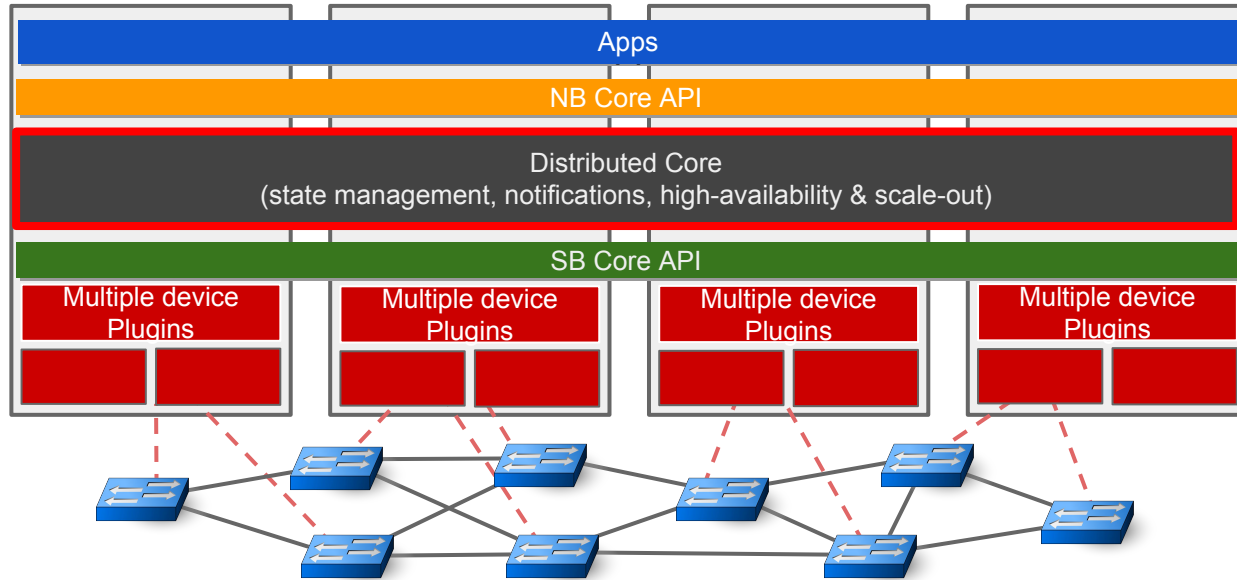 Apps
NB Core API
Distributed Core
(state management, notifications, high-availability & scale-out)
SB Core API
Multiple device
Plugins
Multiple device
Plugins
Multiple device
Plugins
Multiple device
Plugins